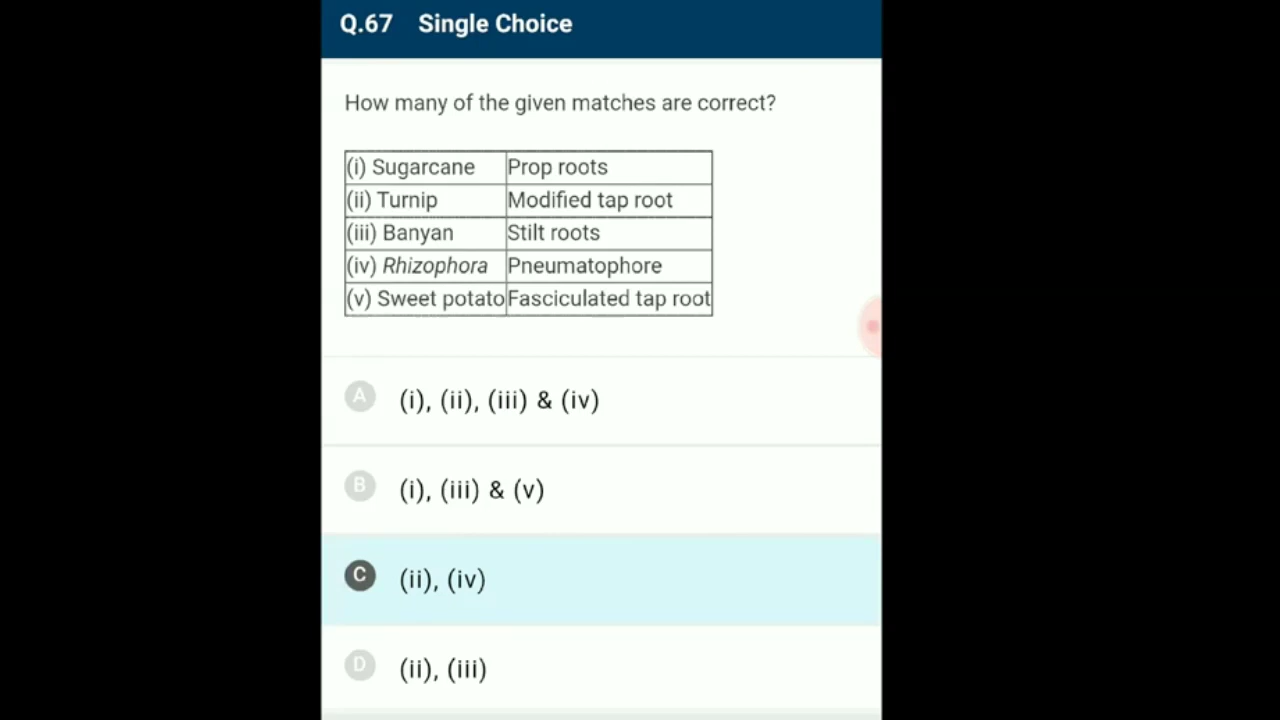 Q.67 Single Choice
How many of the given matches are correct?
(i) Sugarcane Prop roots
(ii) Turnip Modified tap root
(iii) Banyan Stilt roots
(iv) Rhizophora Pneumatophore
(v) Sweet potato Fasciculated tap root
A (i), (ii), (iii) & (iv)
B (i), (iii) & (v)
C (ii), (iv)
D (ii), (iii)